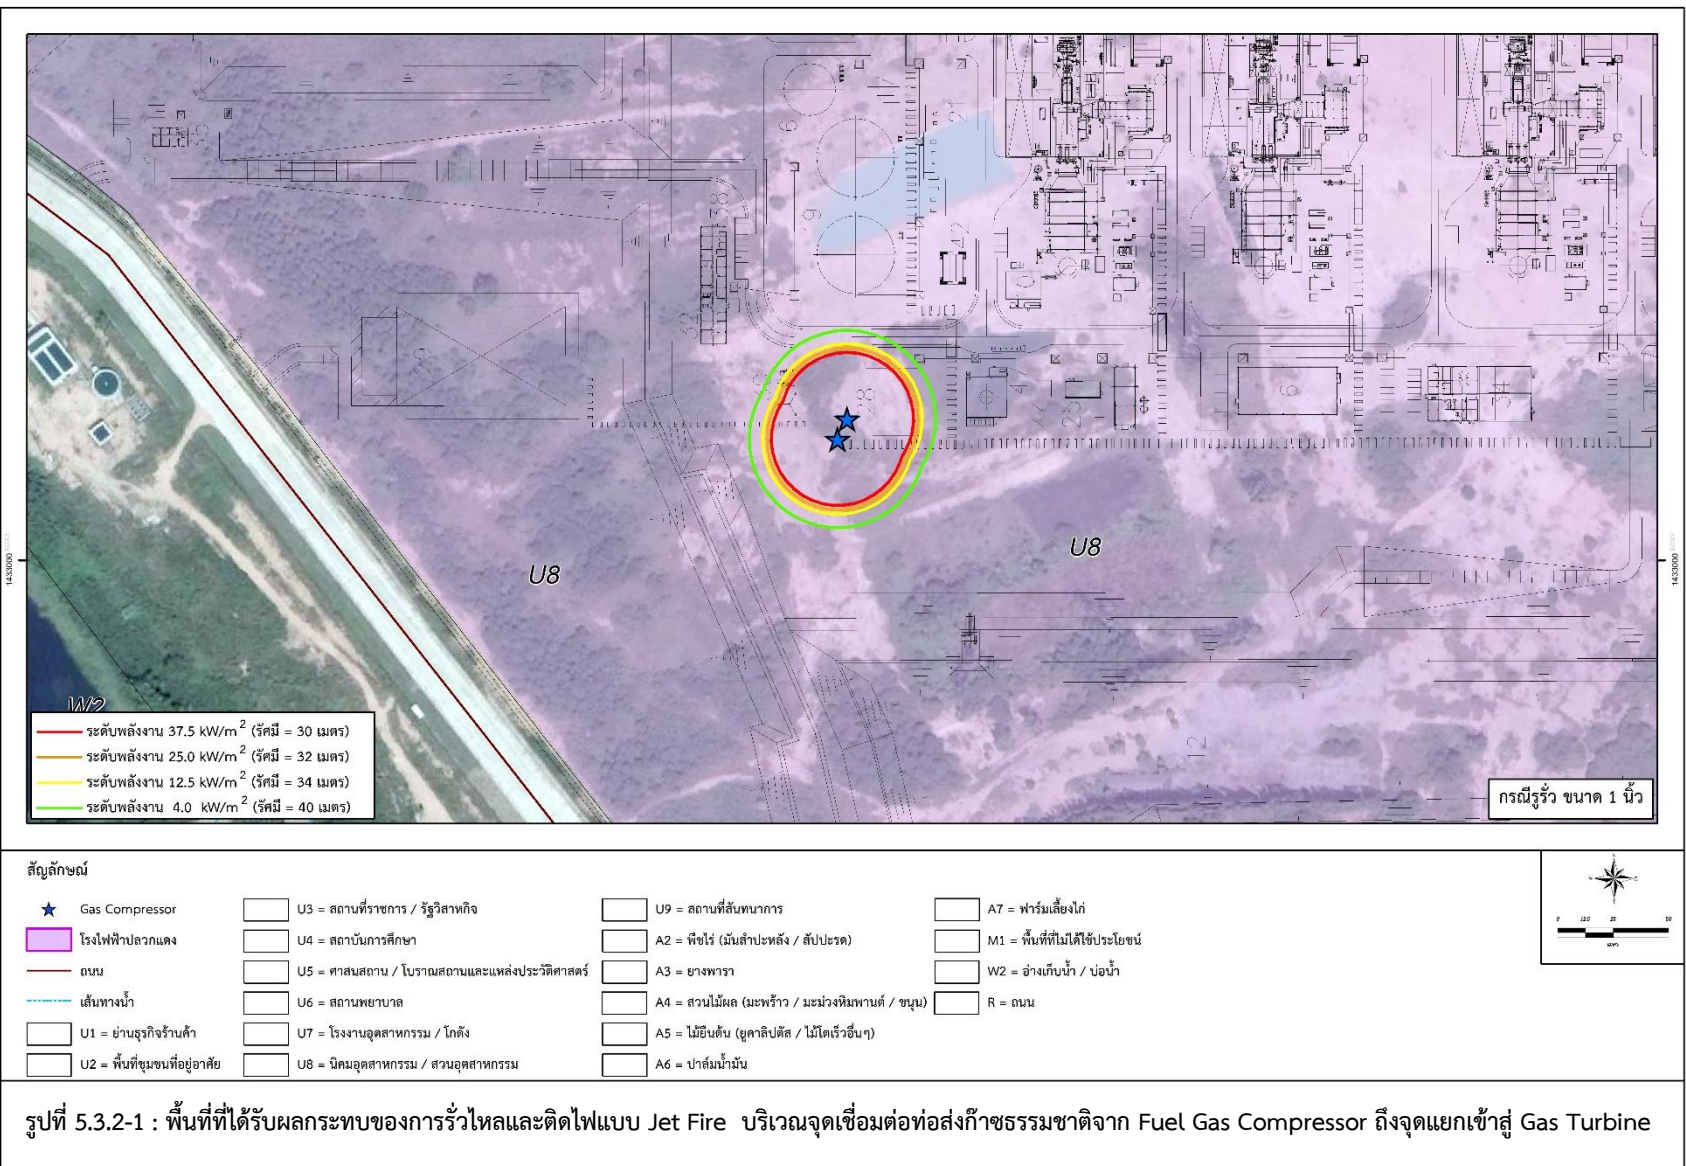 U8
U8
W2
1433000
1433000
ระดับพลังงาน 37.5 kW/m2 (รัศมี = 30 เมตร)
ระดับพลังงาน 25.0 kW/m2 (รัศมี = 32 เมตร)
ระดับพลังงาน 12.5 kW/m2 (รัศมี = 34 เมตร)
ระดับพลังงาน 4.0 kW/m2 (รัศมี = 40 เมตร)
กรณีรูรั่ว ขนาด 1 นิ้ว
สัญลักษณ์
Gas Compressor
โรงไฟฟ้าปลวกแดง
ถนน
เส้นทางน้ำ
U1 = ย่านธุรกิจร้านค้า
U2 = พื้นที่ชุมชนที่อยู่อาศัย
U3 = สถานที่ราชการ / รัฐวิสาหกิจ
U4 = สถาบันการศึกษา
U5 = ศาสนสถาน / โบราณสถานและแหล่งประวัติศาสตร์
U6 = สถานพยาบาล
U7 = โรงงานอุตสาหกรรม / โกดัง
U8 = นิคมอุตสาหกรรม / สวนอุตสาหกรรม
U9 = สถานที่สันทนาการ
A2 = พืชไร่ (มันสำปะหลัง / สัปปะรด)
A3 = ยางพารา
A4 = สวนไม้ผล (มะพร้าว / มะม่วงหิมพานต์ / ขนุน)
A5 = ไม้ยืนต้น (ยูคาลิปตัส / ไม้โตเร็วอื่นๆ)
A6 = ปาล์มน้ำมัน
A7 = ฟาร์มเลี้ยงไก่
M1 = พื้นที่ที่ไม่ได้ใช้ประโยชน์
W2 = อ่างเก็บน้ำ / บ่อน้ำ
R = ถนน
รูปที่ 5.3.2-1 : พื้นที่ที่ได้รับผลกระทบของการรั่วไหลและติดไฟแบบ Jet Fire บริเวณจุดเชื่อมต่อท่อส่งก๊าซธรรมชาติจาก Fuel Gas Compressor ถึงจุดแยกเข้าสู่ Gas Turbine